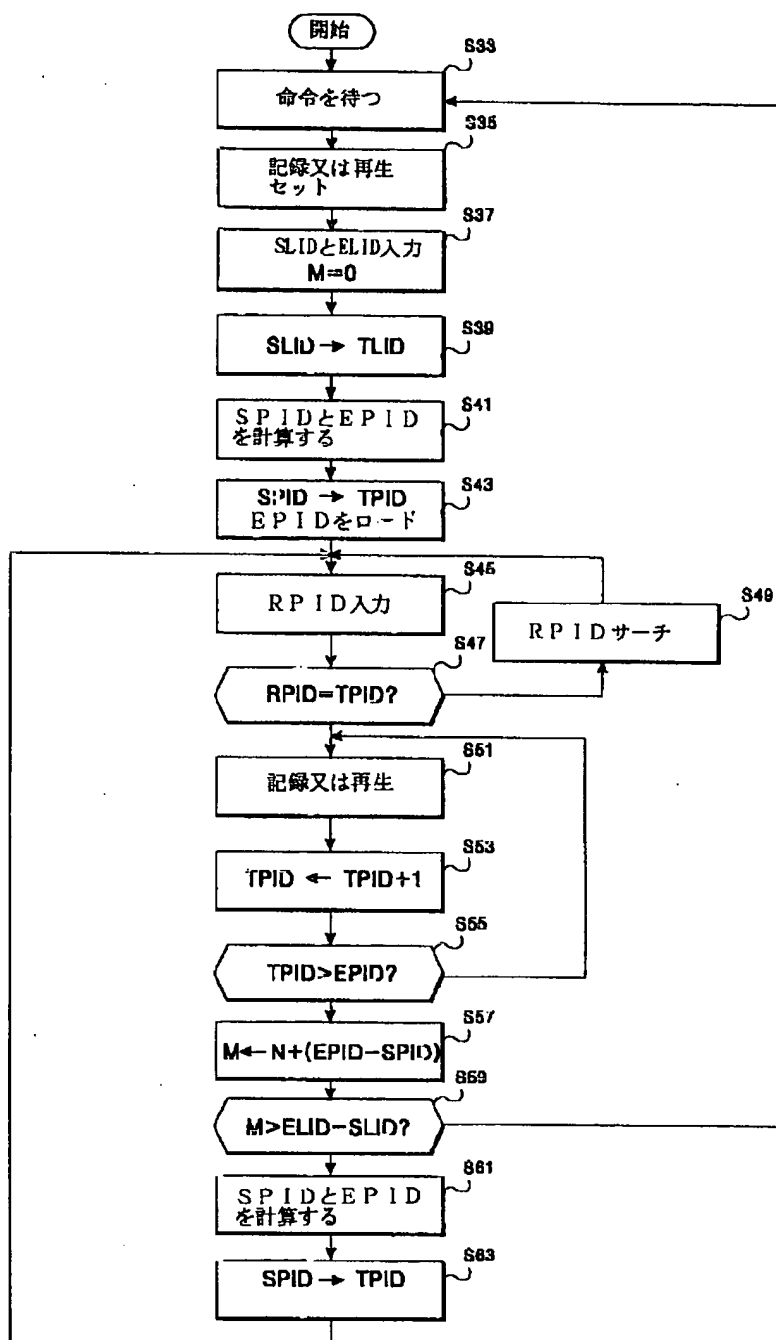 開始
S33
命令を待つ
S35
記録又は再生
セット
S37
SLIDとELID入力
M=0
S39
SLID → TLID
S41
SPIDとEPID
を計算する
S43
SPID → TPID
EPIDをロード
S45
RPID入力
S49
RPIDサーチ
S47
RPID=TPID?
S51
記録又は再生
S53
TPID ← TPID+1
S55
TPID>EPID?
S57
M←N+(EPID-SPID)
S59
M>ELID-SLID?
S61
SPIDとEPID
を計算する
S63
SPID → TPID